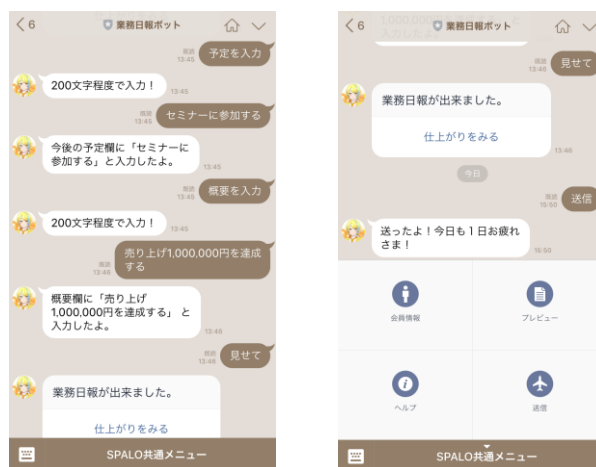 6
業務日報ボット
既読
13:45
予定を入力
200文字程度で入力！
13:45
既読
13:45
セミナーに参加する
今後の予定欄に「セミナーに
参加する」と入力したよ。
13:45
既読
13:45
概要を入力
200文字程度で入力！
13:45
既読
13:46
売り上げ1,000,000円を達成
する
概要欄に「売り上げ
1,000,000円を達成する」 と
入力したよ。
13:46
既読
13:46
見せて
業務日報が出来ました。
仕上がりをみる
SPALO共通メニュー
6
業務日報ボット
1,000,000
入力したよ。
既読
13:46
見せて
業務日報が出来ました。
仕上がりをみる
13:46
今日
既読
16:50
送信
送ったよ！今日も１日お疲れ
さま！
16:50
会員情報
プレビュー
ヘルプ
送信
SPALO共通メニュー